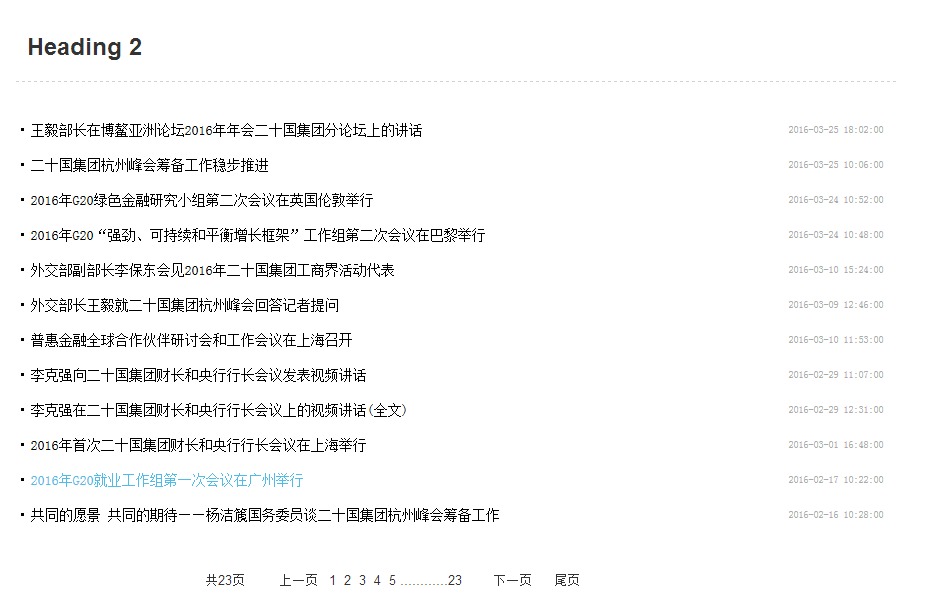 Heading 2
· 王毅部长在博鳌亚洲论坛2016年年会二十国集团分论坛上的讲话 2016-03-25 18:02:00
· 二十国集团杭州峰会筹备工作稳步推进 2016-03-25 10:06:00
· 2016年G20绿色金融研究小组第二次会议在英国伦敦举行 2016-03-24 10:52:00
· 2016年G20“强劲、可持续和平衡增长框架”工作组第二次会议在巴黎举行 2016-03-24 10:48:00
· 外交部副部长李保东会见2016年二十国集团工商界活动代表 2016-03-10 15:24:00
· 外交部长王毅就二十国集团杭州峰会回答记者提问 2016-03-09 12:46:00
· 普惠金融全球合作伙伴研讨会和工作会议在上海召开 2016-03-10 11:53:00
· 李克强向二十国集团财长和央行行长会议发表视频讲话 2016-02-29 11:07:00
· 李克强在二十国集团财长和央行行长会议上的视频讲话(全文) 2016-02-29 12:31:00
· 2016年首次二十国集团财长和央行行长会议在上海举行 2016-03-01 16:48:00
· 2016年G20就业工作组第一次会议在广州举行 2016-02-17 10:22:00
· 共同的愿景 共同的期待——杨洁篪国务委员谈二十国集团杭州峰会筹备工作 2016-02-16 10:28:00
共23页 上一页 1 2 3 4 5 ............23 下一页 尾页